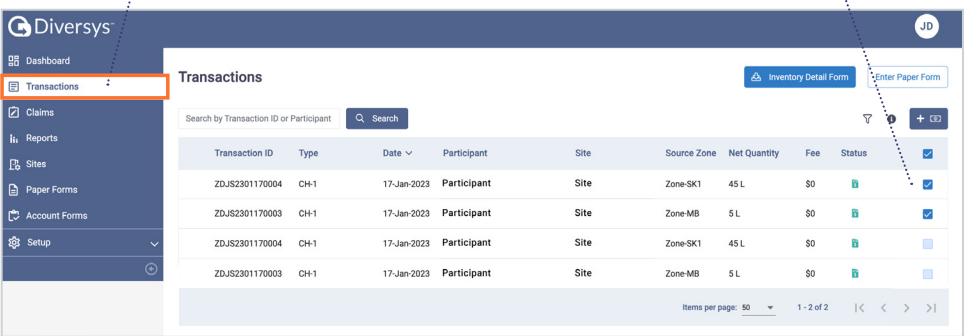 Diversys
JD
Dashboard
Transactions
Claims
Reports
Sites
Paper Forms
Account Forms
Setup
Transactions
Inventory Detail Form
Enter Paper Form
Search by Transaction ID or Participant
Search
Transaction ID Type Date Participant Site Source Zone Net Quantity Fee Status
ZDJS2301170004 CH-1 17-Jan-2023 Participant Site Zone-SK1 45 L $0
ZDJS2301170003 CH-1 17-Jan-2023 Participant Site Zone-MB 5 L $0
ZDJS2301170004 CH-1 17-Jan-2023 Participant Site Zone-SK1 45 L $0
ZDJS2301170003 CH-1 17-Jan-2023 Participant Site Zone-MB 5 L $0
Items per page: 50 1 - 2 of 2